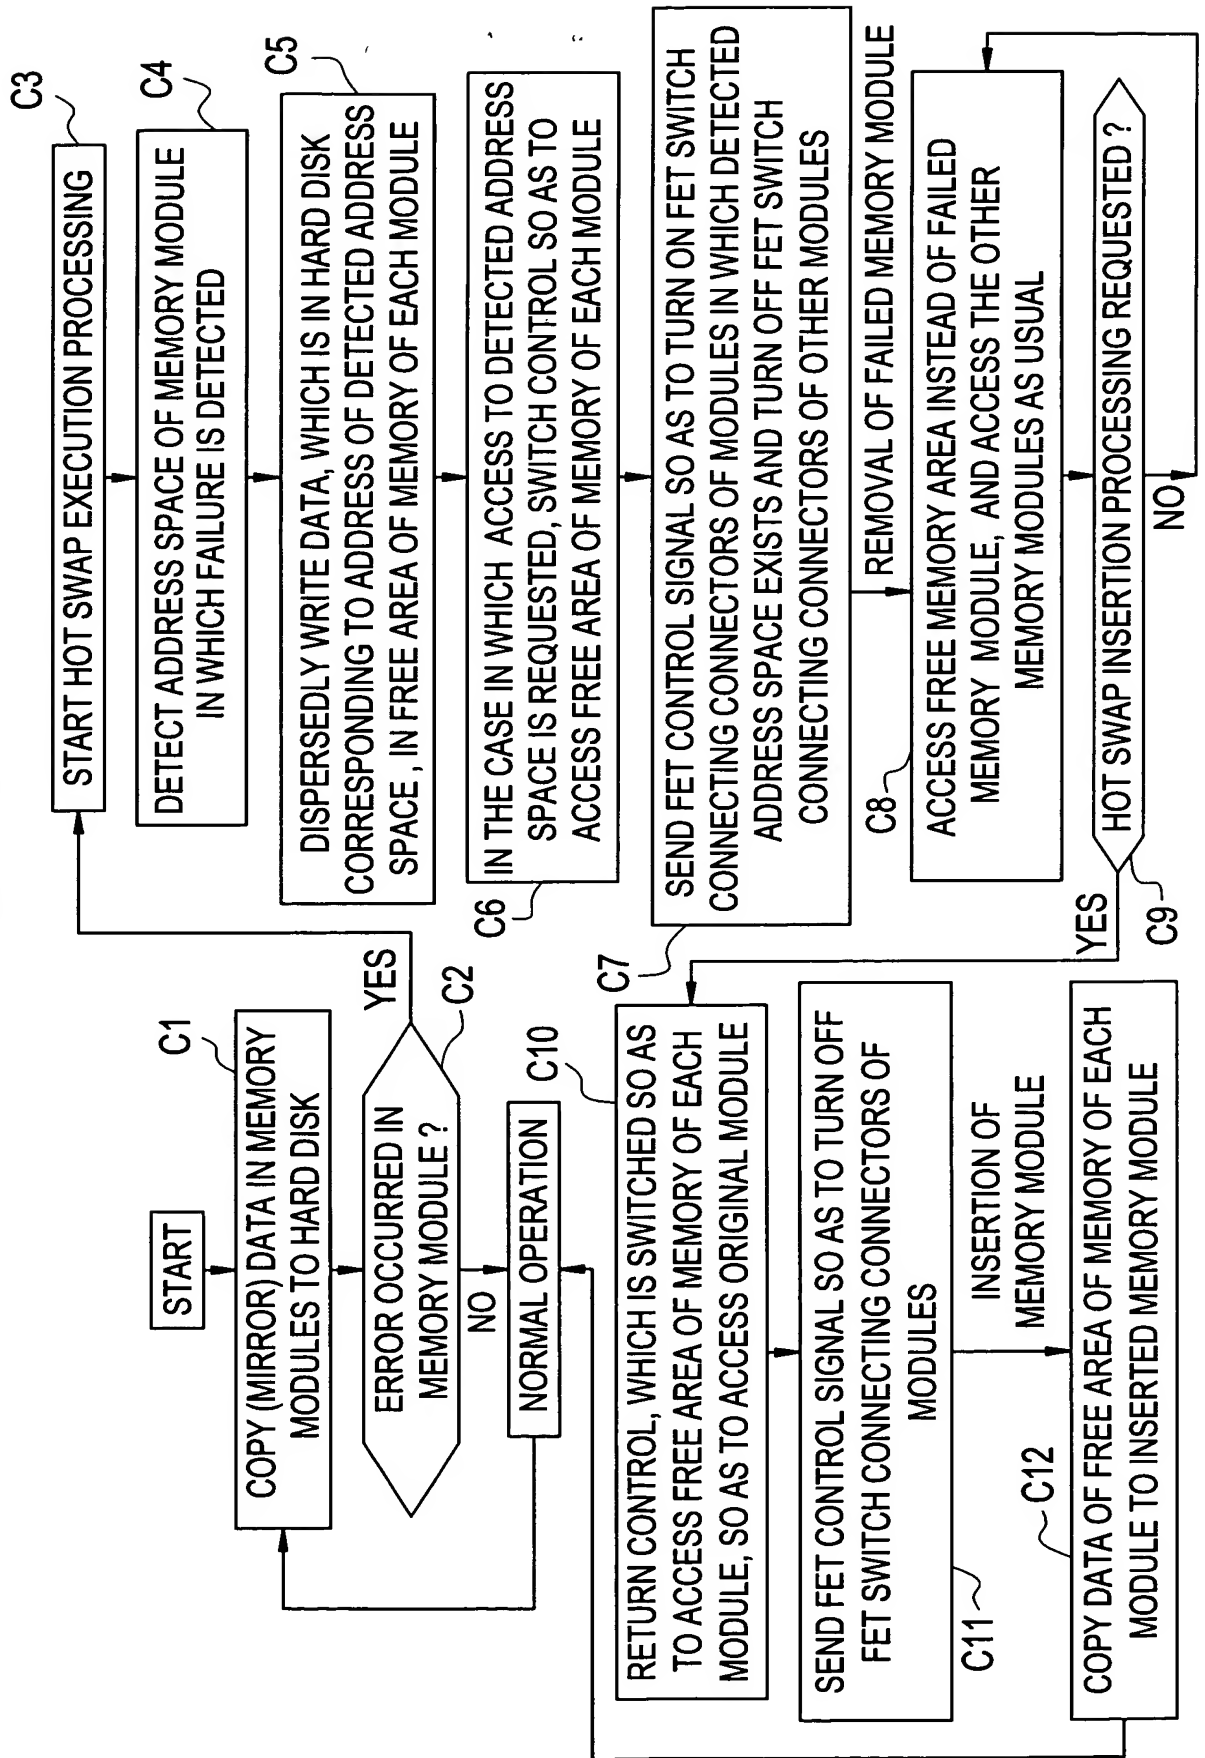 START
C1
COPY (MIRROR) DATA IN MEMORY
MODULES TO HARD DISK
C2
ERROR OCCURRED IN
MEMORY MODULE ?
YES
NO
NORMAL OPERATION
C3
START HOT SWAP EXECUTION PROCESSING
C4
DETECT ADDRESS SPACE OF MEMORY MODULE
IN WHICH FAILURE IS DETECTED
C5
DISPERSEDLY WRITE DATA, WHICH IS IN HARD DISK
CORRESPONDING TO ADDRESS OF DETECTED ADDRESS
SPACE , IN FREE AREA OF MEMORY OF EACH MODULE
C6
IN THE CASE IN WHICH ACCESS TO DETECTED ADDRESS
SPACE IS REQUESTED, SWITCH CONTROL SO AS TO
ACCESS FREE AREA OF MEMORY OF EACH MODULE
C7
SEND FET CONTROL SIGNAL SO AS TO TURN ON FET SWITCH
CONNECTING CONNECTORS OF MODULES IN WHICH DETECTED
ADDRESS SPACE EXISTS AND TURN OFF FET SWITCH
CONNECTING CONNECTORS OF OTHER MODULES
REMOVAL OF FAILED MEMORY MODULE
C8
ACCESS FREE MEMORY AREA INSTEAD OF FAILED
MEMORY MODULE, AND ACCESS THE OTHER
MEMORY MODULES AS USUAL
C9
HOT SWAP INSERTION PROCESSING REQUESTED ?
NO
YES
C10
RETURN CONTROL, WHICH IS SWITCHED SO AS
TO ACCESS FREE AREA OF MEMORY OF EACH
MODULE, SO AS TO ACCESS ORIGINAL MODULE
C11
SEND FET CONTROL SIGNAL SO AS TO TURN OFF
FET SWITCH CONNECTING CONNECTORS OF
MODULES
INSERTION OF
MEMORY MODULE
C12
COPY DATA OF FREE AREA OF MEMORY OF EACH
MODULE TO INSERTED MEMORY MODULE